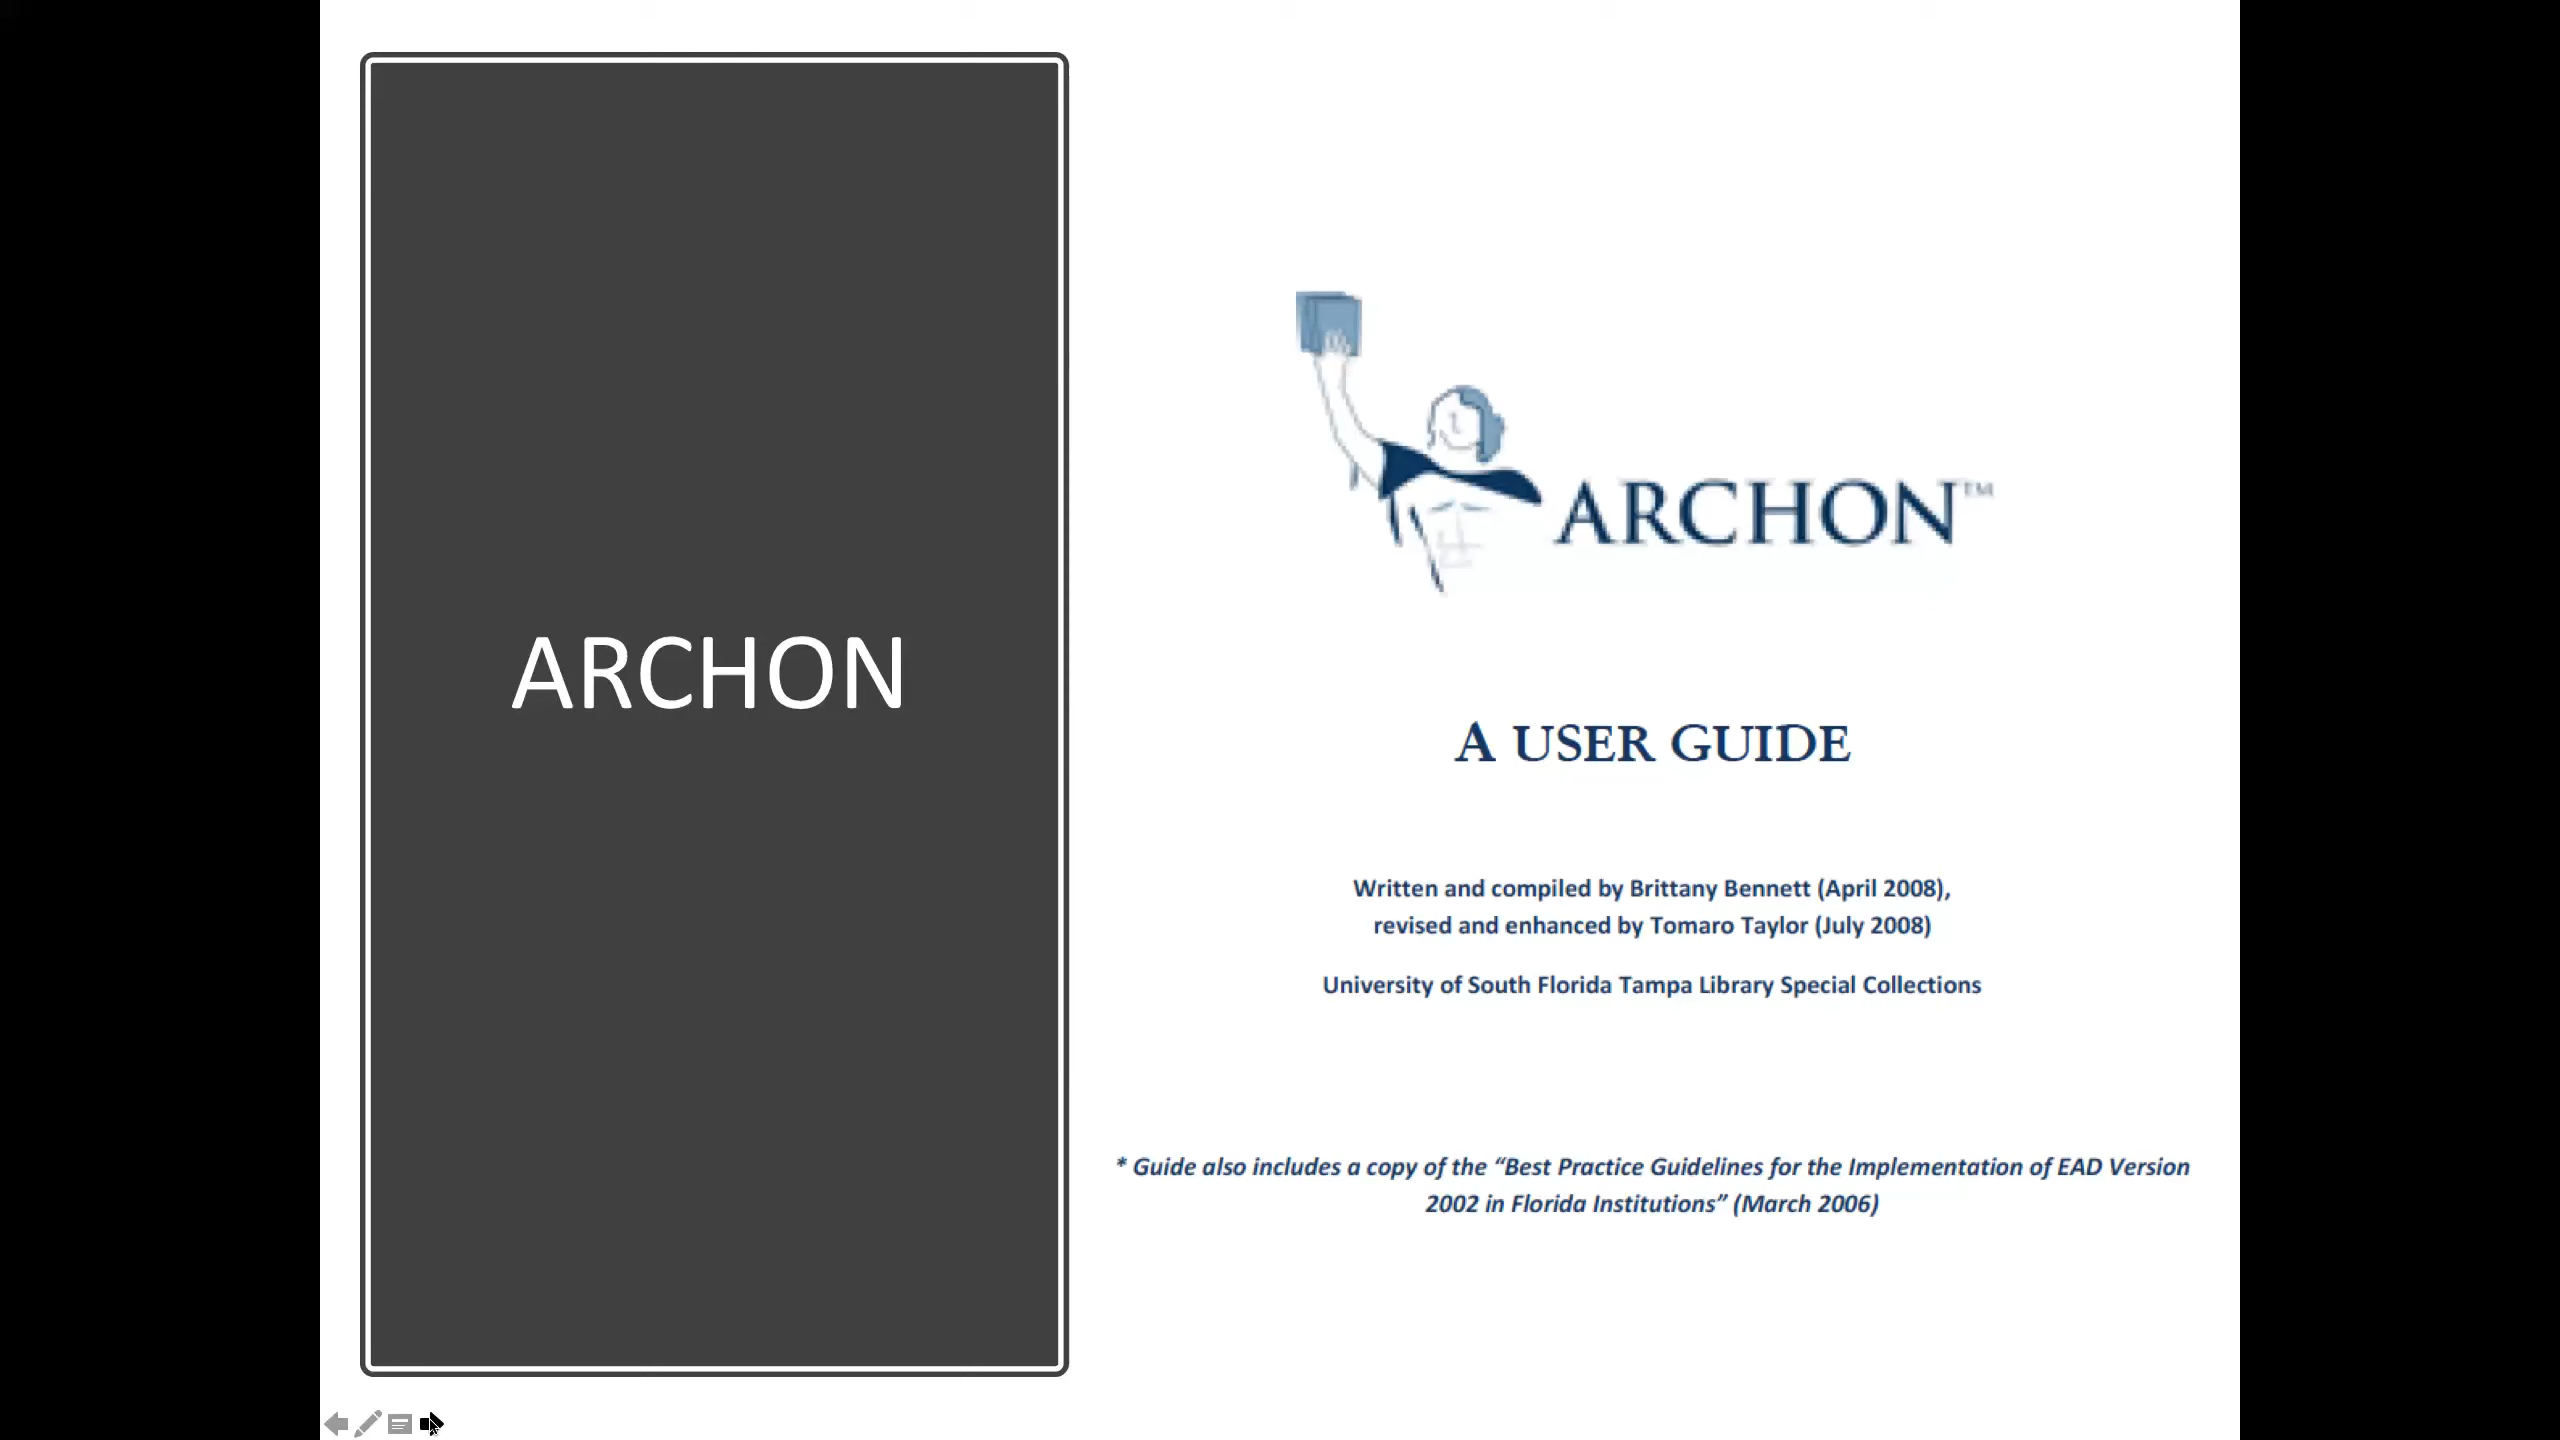 ARCHON
ARCHON™
A USER GUIDE
Written and compiled by Brittany Bennett (April 2008),
revised and enhanced by Tomaro Taylor (July 2008)
University of South Florida Tampa Library Special Collections
* Guide also includes a copy of the “Best Practice Guidelines for the Implementation of EAD Version
2002 in Florida Institutions” (March 2006)